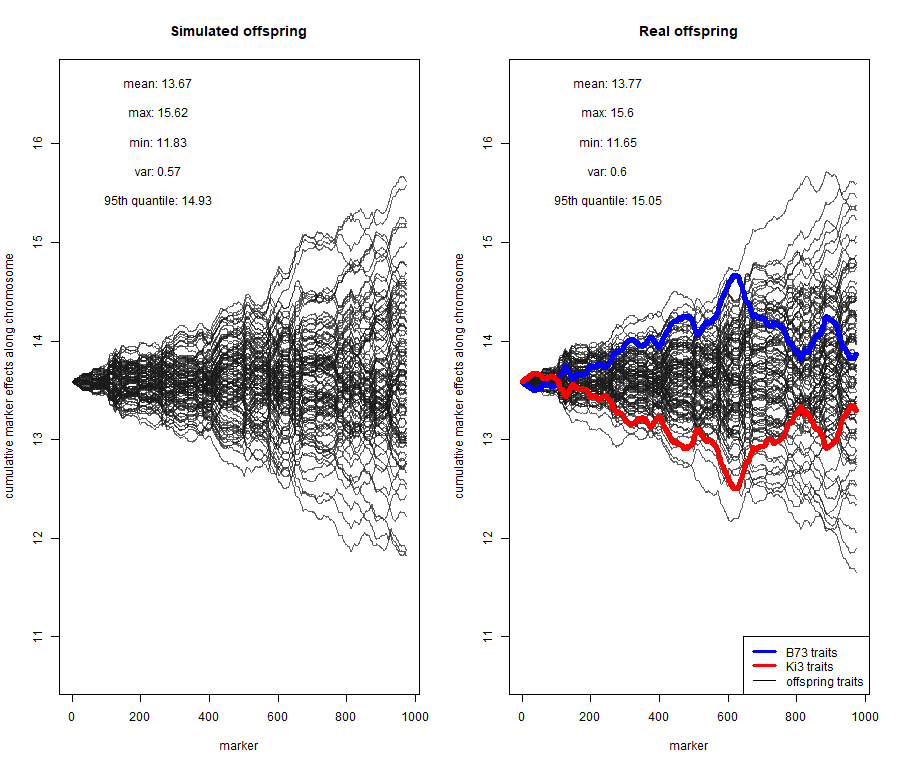 Simulated offspring
mean: 13.67
max: 15.62
min: 11.83
var: 0.57
95th quantile: 14.93
cumulative marker effects along chromosome
16
15
14
13
12
11
0 200 400 600 800 1000
marker
Real offspring
mean: 13.77
max: 15.6
min: 11.65
var: 0.6
95th quantile: 15.05
cumulative marker effects along chromosome
16
15
14
13
12
11
B73 traits
Ki3 traits
offspring traits
0 200 400 600 800 1000
marker